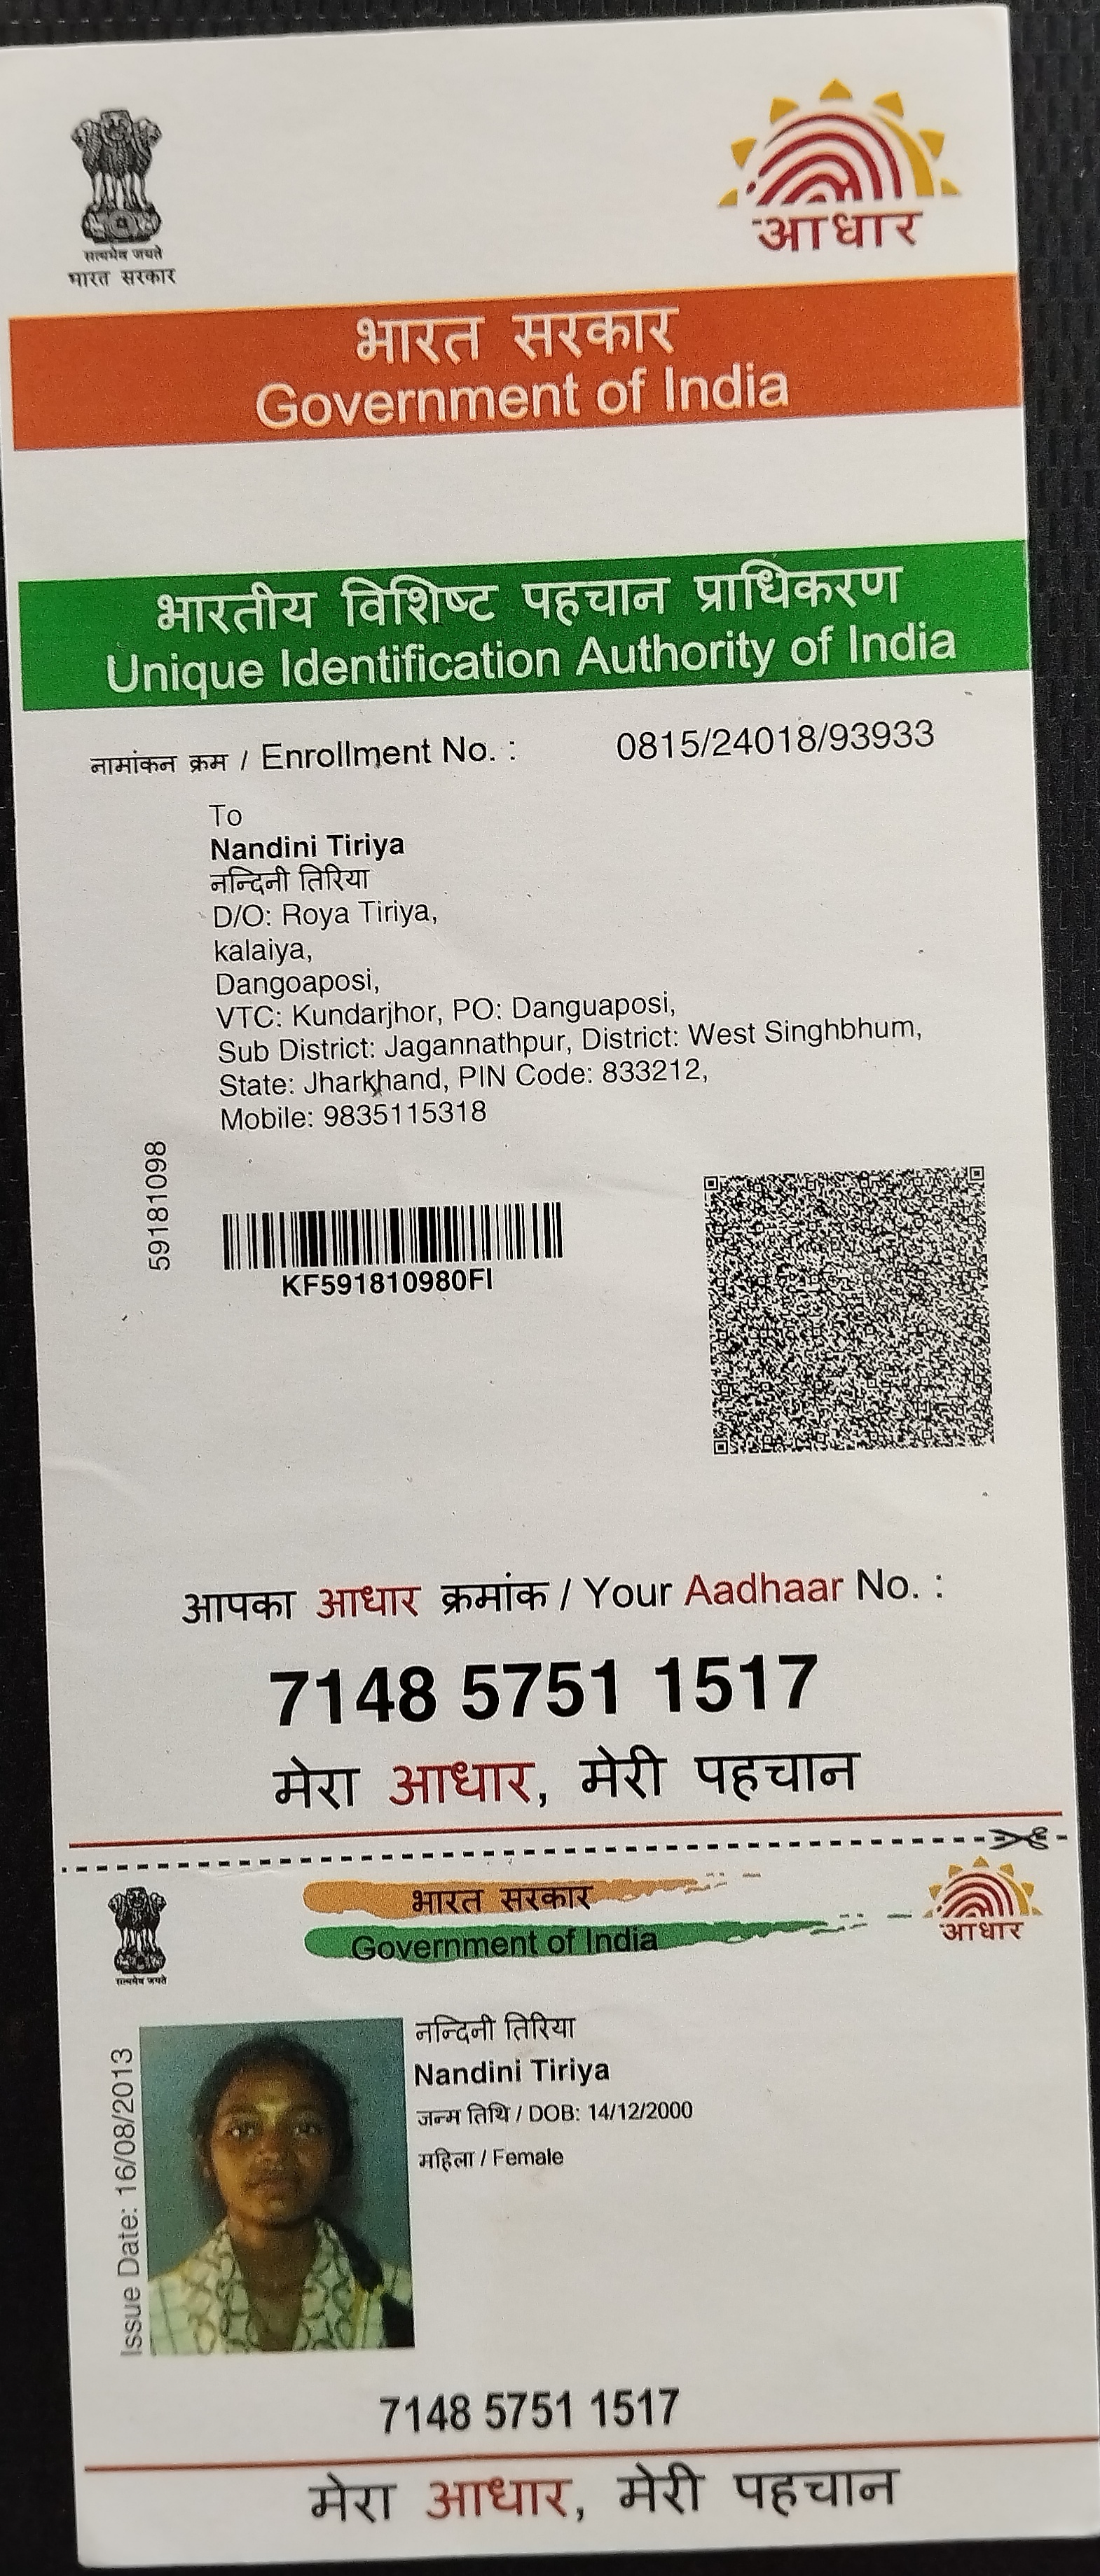 सत्यमेव जयते
भारत सरकार
आधार
भारत सरकार
Government of India
भारतीय विशिष्ट पहचान प्राधिकरण
Unique Identification Authority of India
नामांकन क्रम / Enrollment No. : 0815/24018/93933
To
Nandini Tiriya
नन्दिनी तिरिया
D/O: Roya Tiriya,
kalaiya,
Dangoaposi,
VTC: Kundarjhor, PO: Danguaposi,
Sub District: Jagannathpur, District: West Singhbhum,
State: Jharkhand, PIN Code: 833212,
Mobile: 9835115318
59181098
KF591810980FI
आपका आधार क्रमांक / Your Aadhaar No. :
7148 5751 1517
मेरा आधार, मेरी पहचान
सत्यमेव जयते
भारत सरकार
Government of India
आधार
Issue Date: 16/08/2013
नन्दिनी तिरिया
Nandini Tiriya
जन्म तिथि / DOB: 14/12/2000
महिला / Female
7148 5751 1517
मेरा आधार, मेरी पहचान